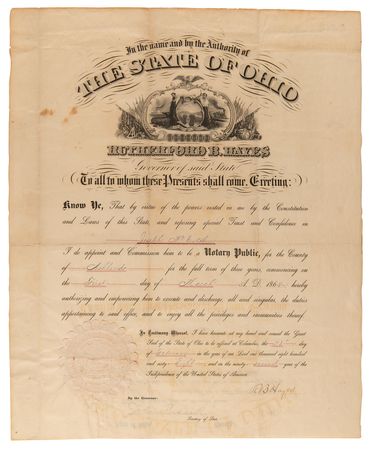 In the name and by the Authority of
THE STATE OF OHIO
RUTHERFORD B. HAYES
Governor of said State
To all to whom these Presents shall come, Greeting:
Know Ye, That by virtue of the powers vested in me by the Constitution
and Laws of this State, and reposing special Trust and Confidence in
Joseph
I do appoint and Commission him to be a Notary Public, for the County
of for the full term of three years, commencing on
the First day of March A. D. 1868, hereby
authorizing and empowering him to execute and discharge, all and singular, the duties
appertaining to said office, and to enjoy all the privileges and immunities thereof.
In Testimony Whereof, I have hereunto set my hand and caused the Great
Seal of the State of Ohio to be affixed at Columbus, the
day of February in the year of our Lord one thousand eight hundred
and sixty eight and in the ninety second year of the
Independence of the United States of America.
R B Hayes
By the Governor:
Secretary of State.